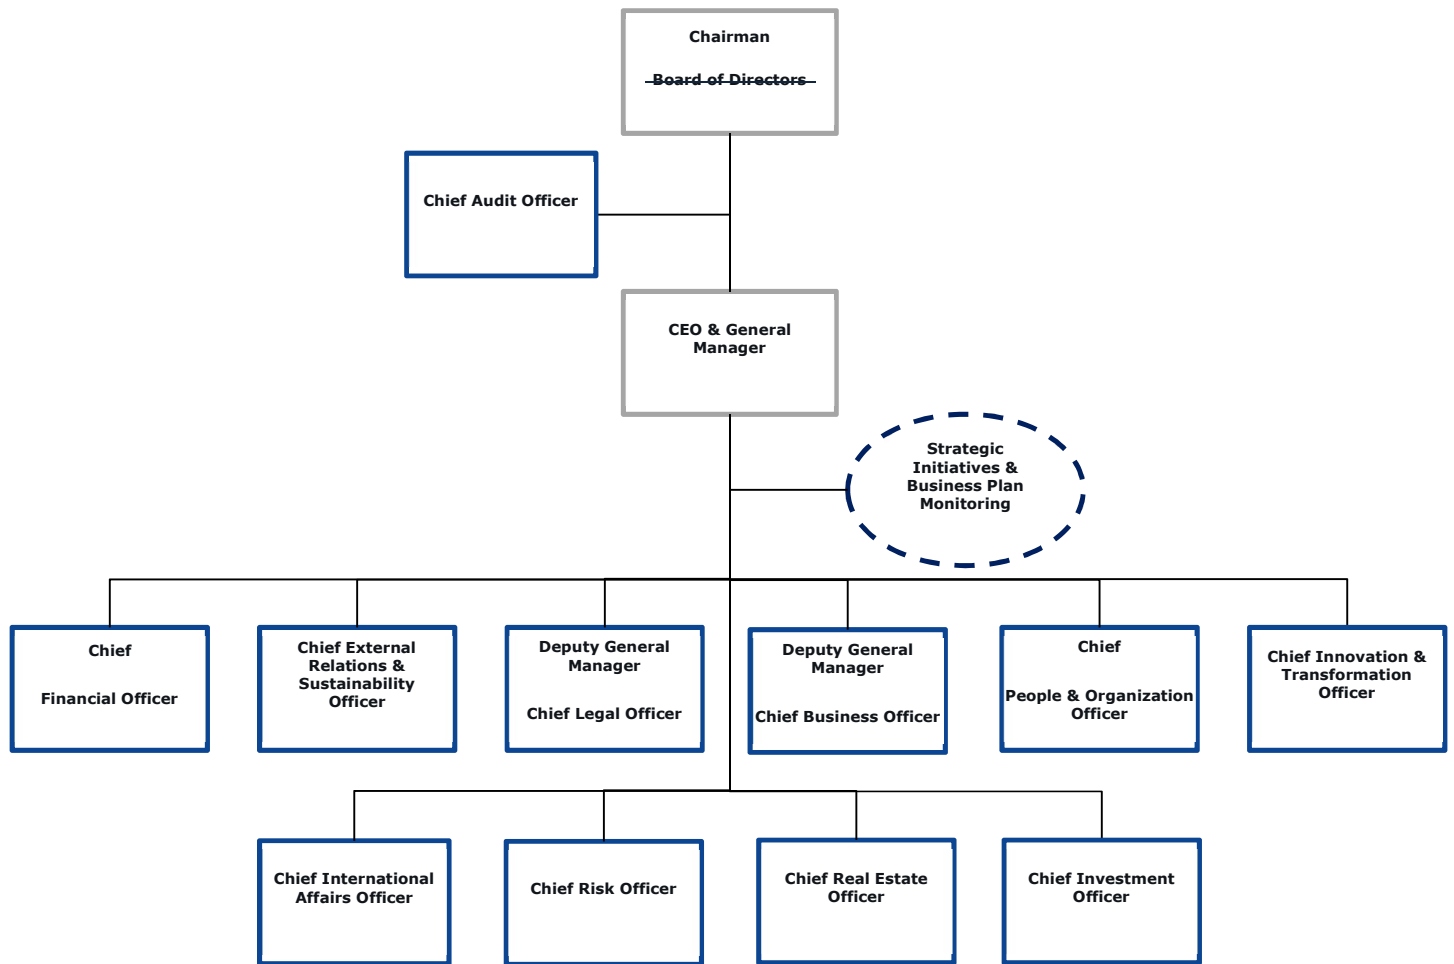 Chairman
Board of Directors
Chief Audit Officer
CEO & General
Manager
Strategic
Initiatives &
Business Plan
Monitoring
Chief
Financial Officer
Chief External
Relations &
Sustainability
Officer
Deputy General
Manager
Chief Legal Officer
Deputy General
Manager
Chief Business Officer
Chief
People & Organization
Officer
Chief Innovation &
Transformation
Officer
Chief International
Affairs Officer
Chief Risk Officer
Chief Real Estate
Officer
Chief Investment
Officer